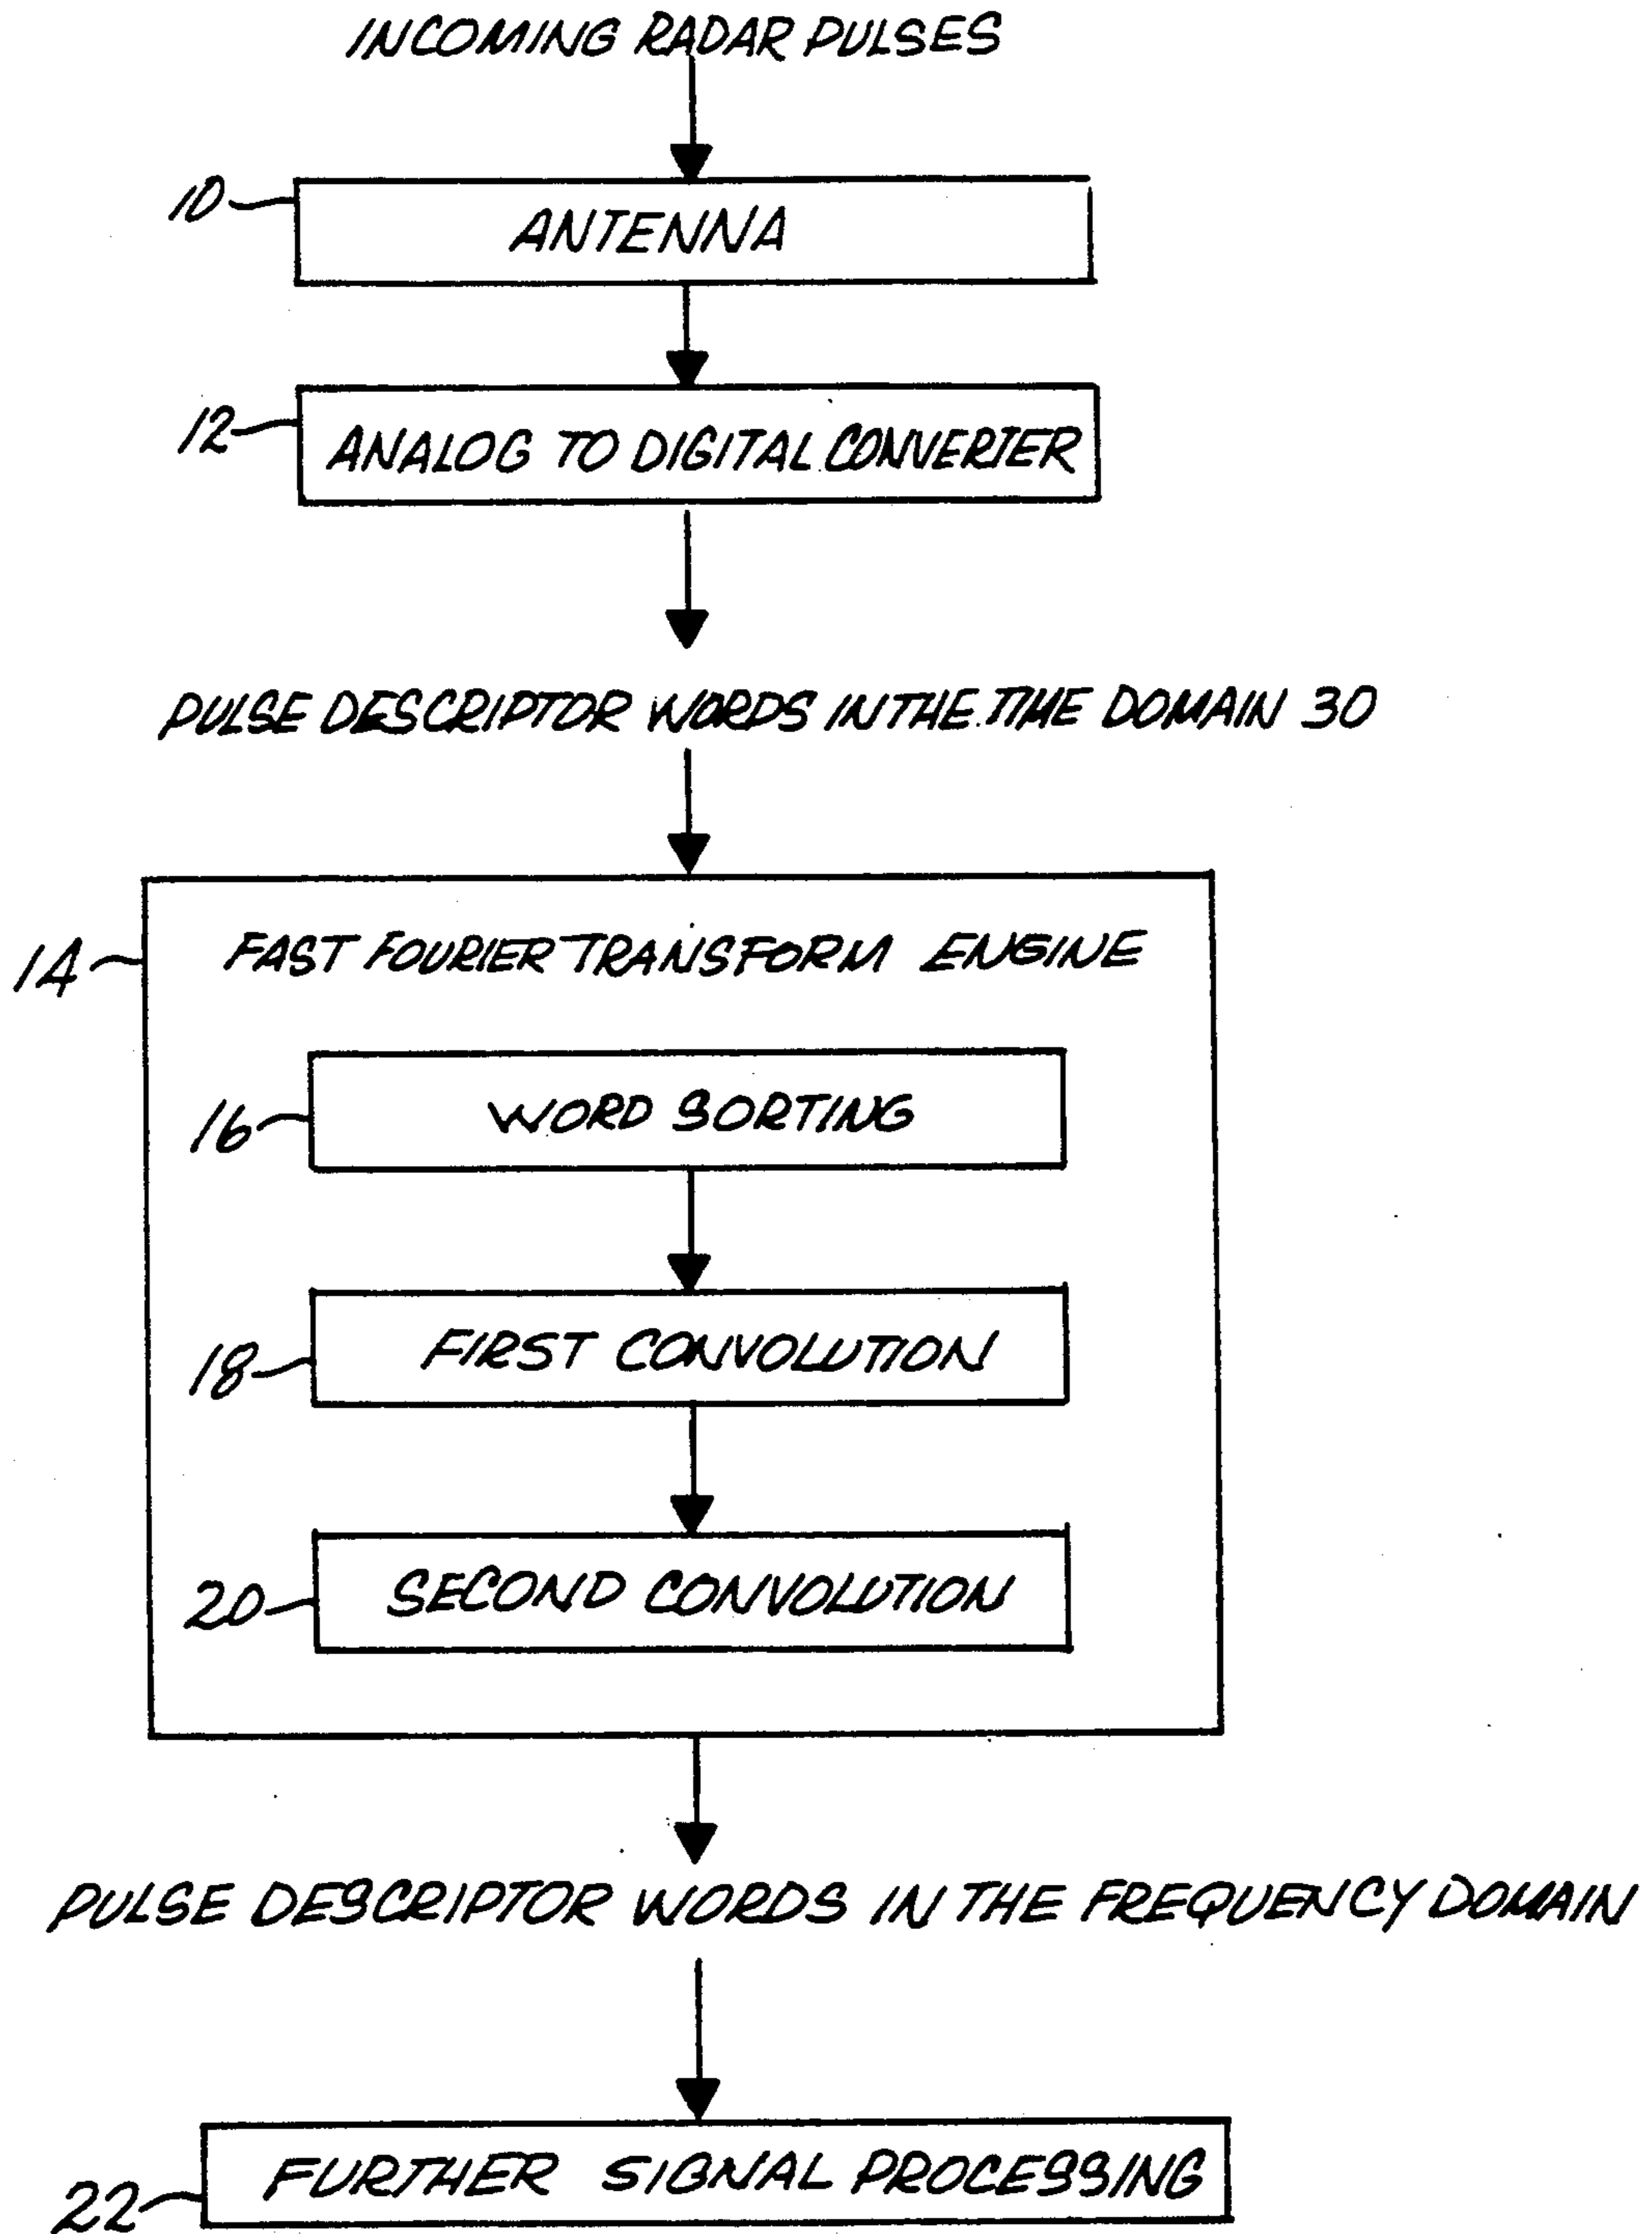 INCOMING RADAR PULSES
10
ANTENNA
12
ANALOG TO DIGITAL CONVERTER
PULSE DESCRIPTOR WORDS IN THE TIME DOMAIN 30
14
FAST FOURIER TRANSFORM ENGINE
16
WORD SORTING
18
FIRST CONVOLUTION
20
SECOND CONVOLUTION
PULSE DESCRIPTOR WORDS IN THE FREQUENCY DOMAIN
22
FURTHER SIGNAL PROCESSING